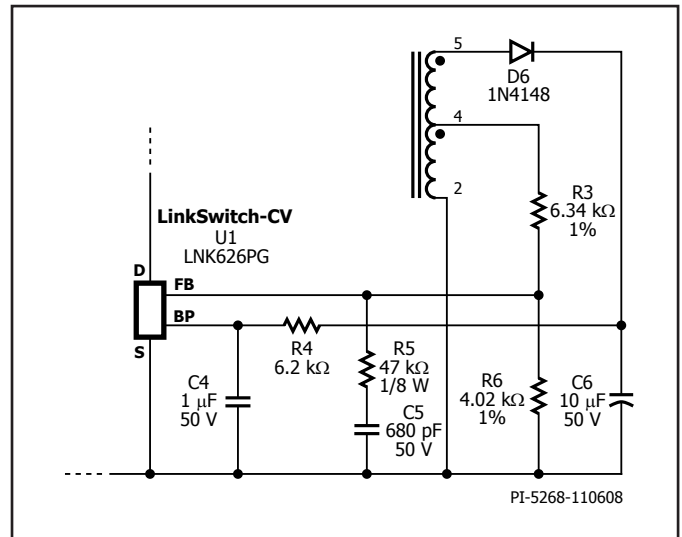 5
D6
1N4148
4
2
R3
6.34 kΩ
1%
LinkSwitch-CV
U1
LNK626PG
D
FB
BP
S
R4
6.2 kΩ
R5
47 kΩ
1/8 W
C4
1 μF
50 V
C5
680 pF
50 V
R6
4.02 kΩ
1%
C6
10 μF
50 V
PI-5268-110608